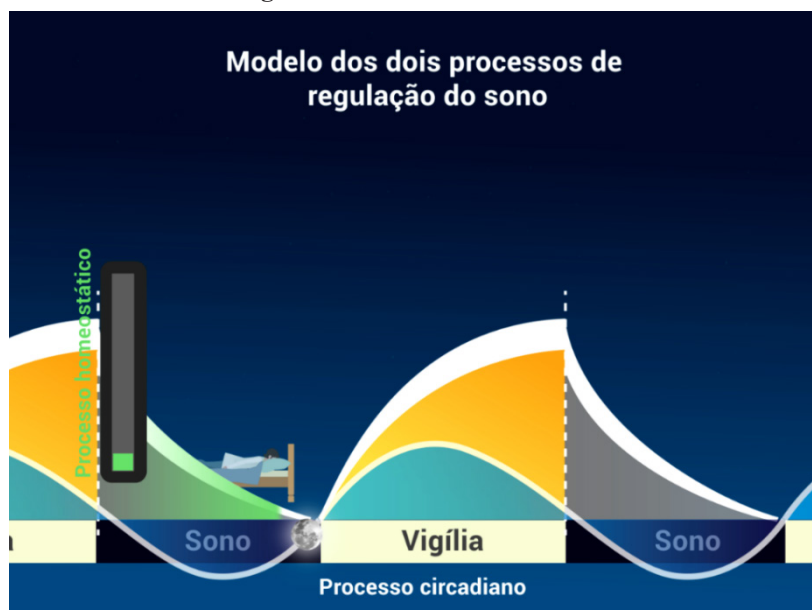 Modelo dos dois processos de
regulação do sono
Processo homeostático
Sono
Vigília
Sono
Processo circadiano